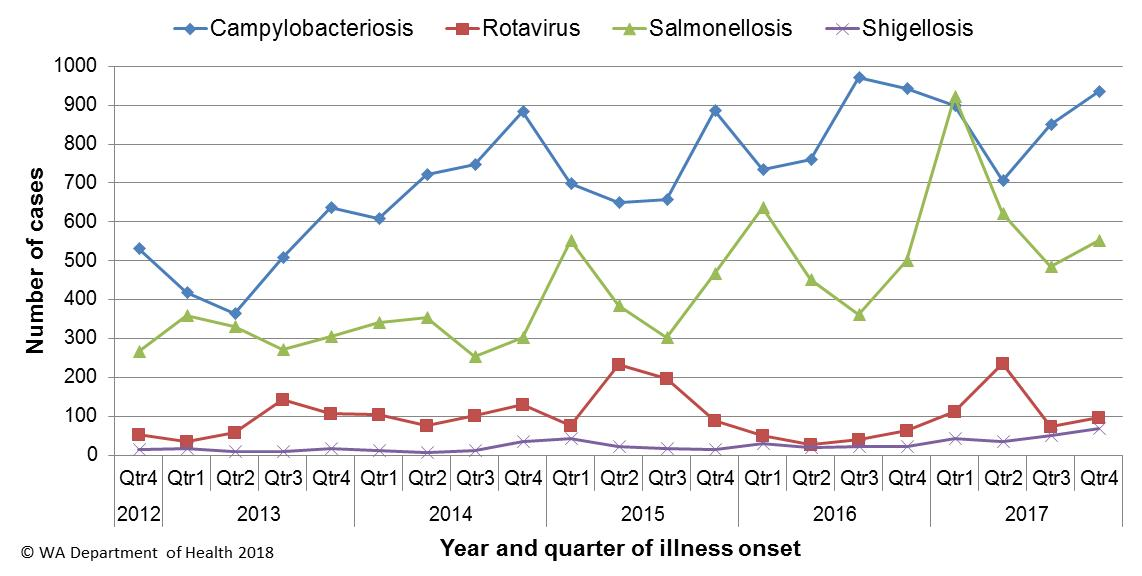 Campylobacteriosis Rotavirus Salmonellosis Shigellosis
1000
900
800
700
600
500
400
300
200
100
0
Number of cases
Qtr4 Qtr1 Qtr2 Qtr3 Qtr4 Qtr1 Qtr2 Qtr3 Qtr4 Qtr1 Qtr2 Qtr3 Qtr4 Qtr1 Qtr2 Qtr3 Qtr4 Qtr1 Qtr2 Qtr3 Qtr4
2012 2013 2014 2015 2016 2017
Year and quarter of illness onset
© WA Department of Health 2018